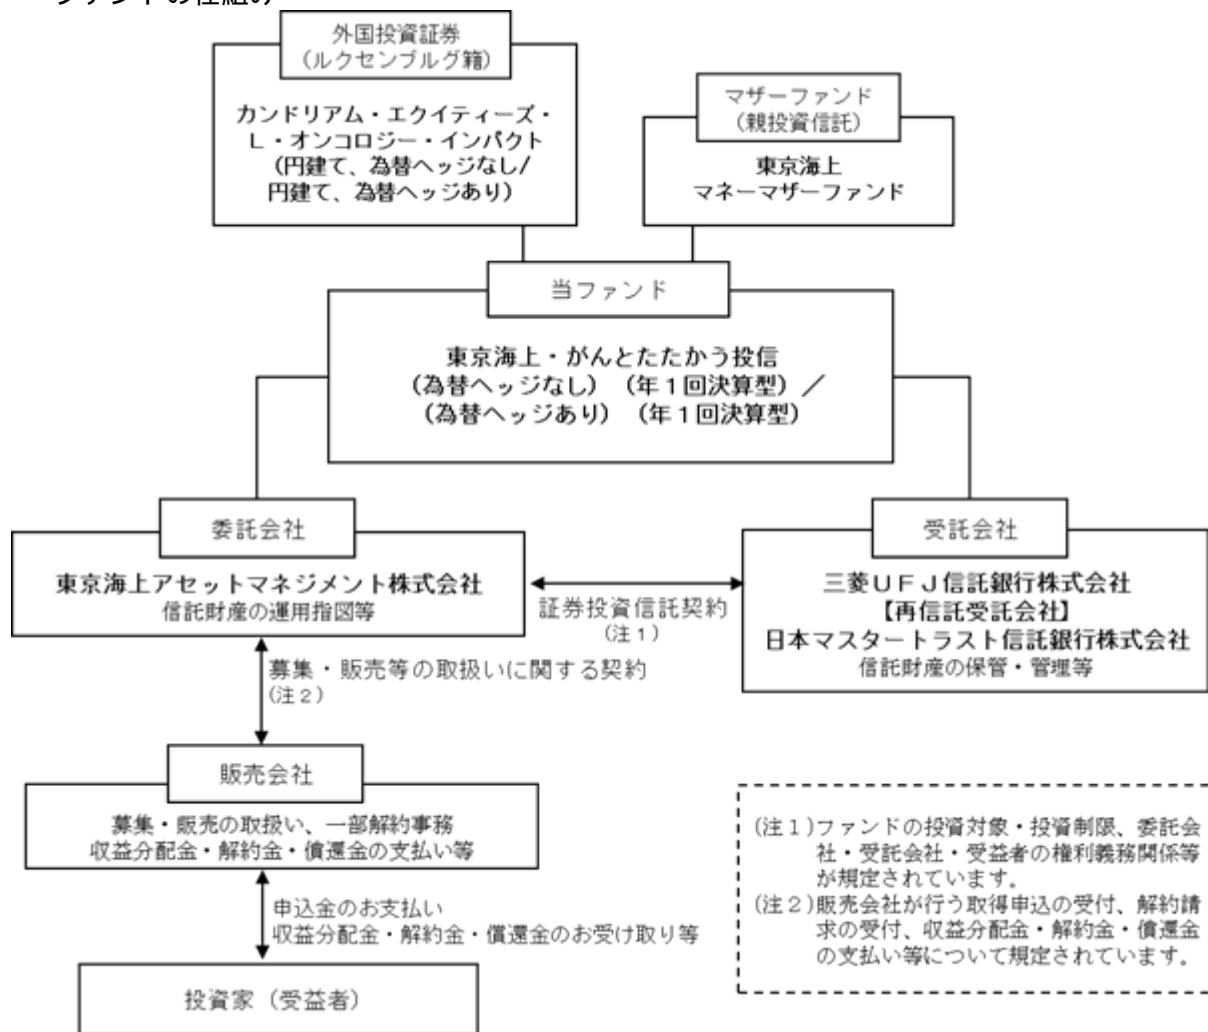 ファンドの仕組み
外国投資証券
(ルクセンブルグ籍)
カンドリアム・エクイティーズ・
L・オンコロジー・インパクト
(円建て、為替ヘッジなし/
円建て、為替ヘッジあり)
マザーファンド
(親投資信託)
東京海上
マネーマザーファンド
当ファンド
東京海上・がんとたたかう投信
(為替ヘッジなし)(年1回決算型)/
(為替ヘッジあり)(年1回決算型)
委託会社
東京海上アセットマネジメント株式会社
信託財産の運用指図等
証券投資信託契約
(注1)
受託会社
三菱UFJ信託銀行株式会社
【再信託受託会社】
日本マスタートラスト信託銀行株式会社
信託財産の保管・管理等
募集・販売等の取扱いに関する契約
(注2)
販売会社
募集・販売の取扱い、一部解約事務
収益分配金・解約金・償還金の支払い等
申込金のお支払い
収益分配金・解約金・償還金のお受け取り等
投資家(受益者)
(注1)ファンドの投資対象・投資制限、委託会
社・受託会社・受益者の権利義務関係等
が規定されています。
(注2)販売会社が行う取得申込の受付、解約請
求の受付、収益分配金・解約金・償還金
の支払い等について規定されています。